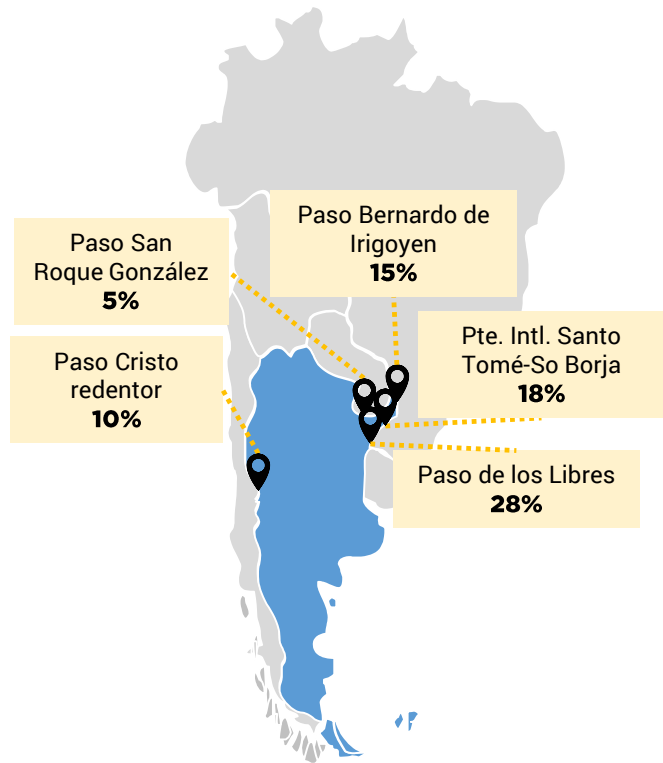 Paso Bernardo de
Irigoyen
15%
Paso San
Roque González
5%
Pte. Intl. Santo
Tomé-So Borja
18%
Paso Cristo
redentor
10%
Paso de los Libres
28%